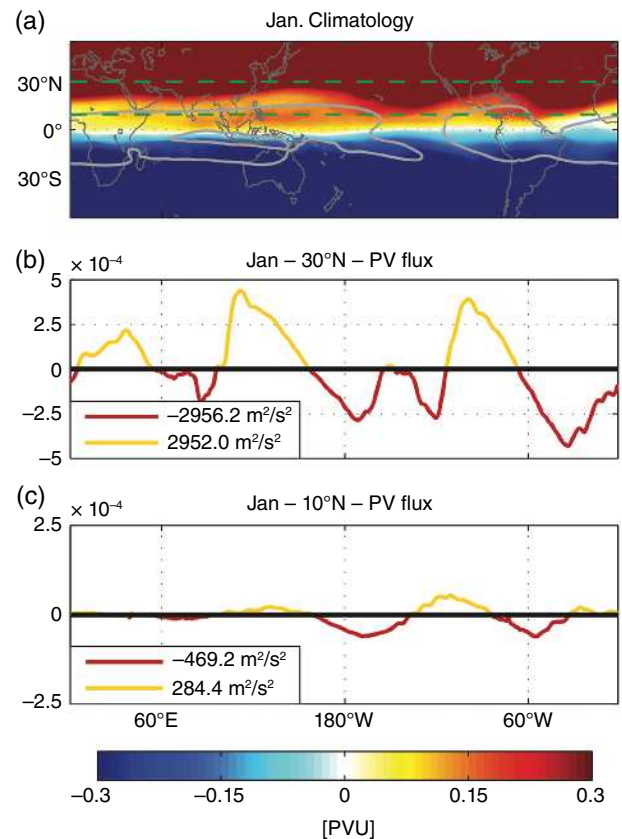 (a)
Jan. Climatology
30°N
0°
30°S
(b)
× 10⁻⁴
Jan – 30°N – PV flux
5
2.5
0
−2.5
−5
−2956.2 m²/s²
2952.0 m²/s²
(c)
× 10⁻⁴
Jan – 10°N – PV flux
2.5
0
−2.5
−469.2 m²/s²
284.4 m²/s²
60°E 180°W 60°W
−0.3 −0.15 0 0.15 0.3
[PVU]